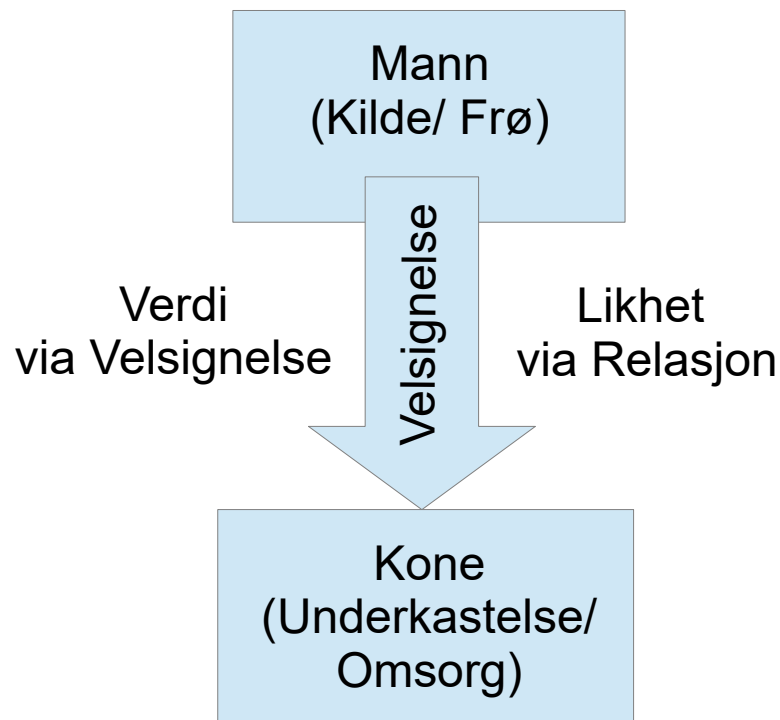 Mann
(Kilde/ Frø)
Velsignelse
Verdi
via Velsignelse
Likhet
via Relasjon
Kone
(Underkastelse/
Omsorg)